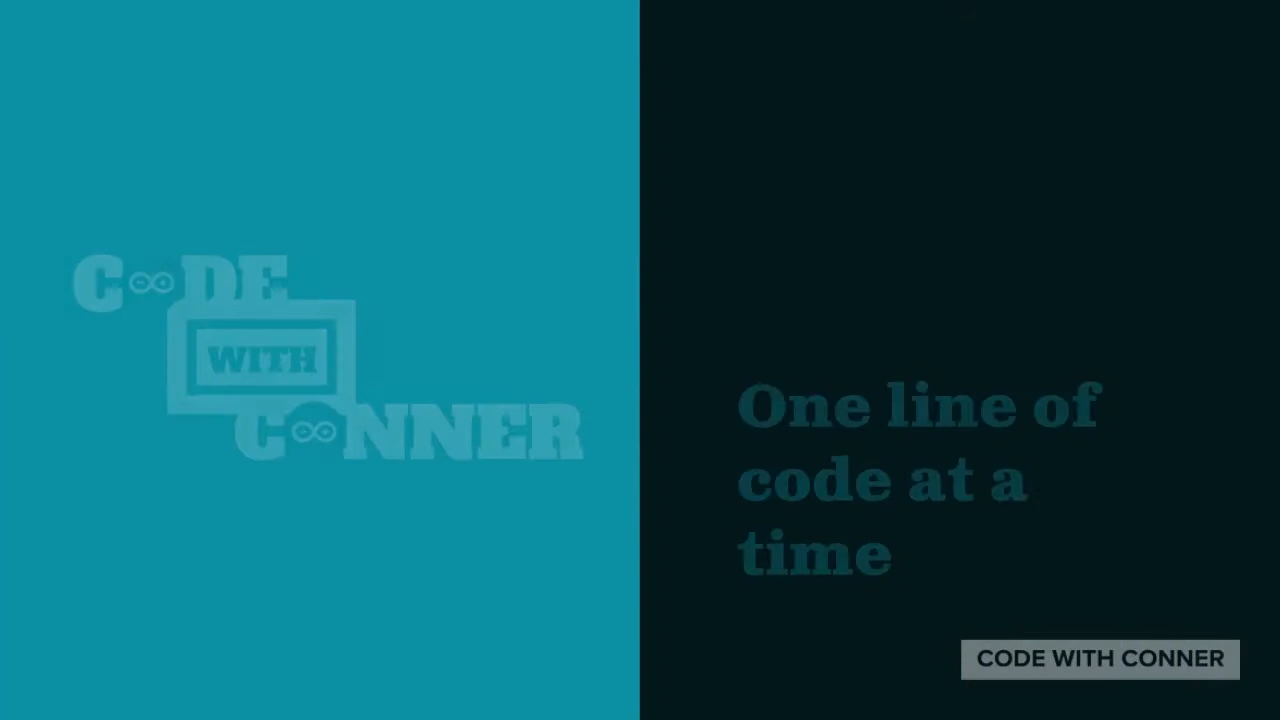 CODE
WITH
CONNER
One line of
code at a
time
CODE WITH CONNER